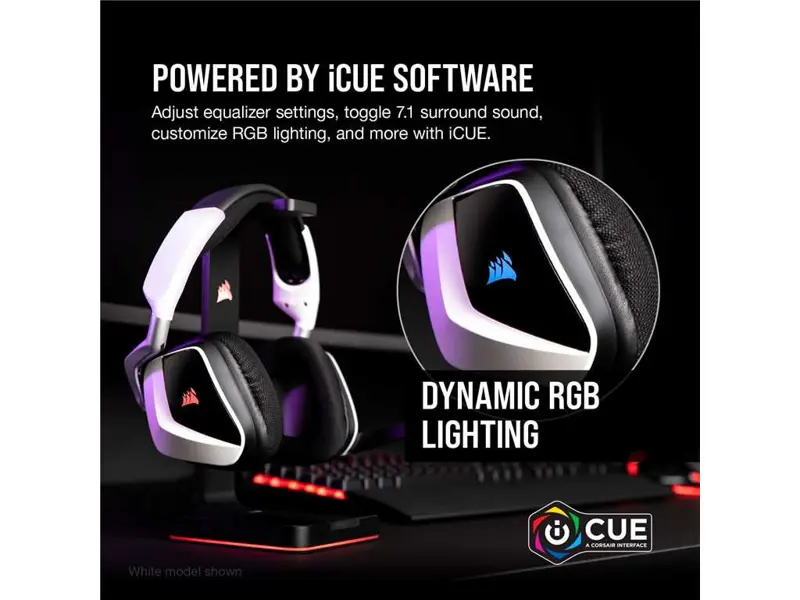 POWERED BY iCUE SOFTWARE
Adjust equalizer settings, toggle 7.1 surround sound,
customize RGB lighting, and more with iCUE.
DYNAMIC RGB
LIGHTING
i CUE
A CORSAIR INTERFACE
White model shown